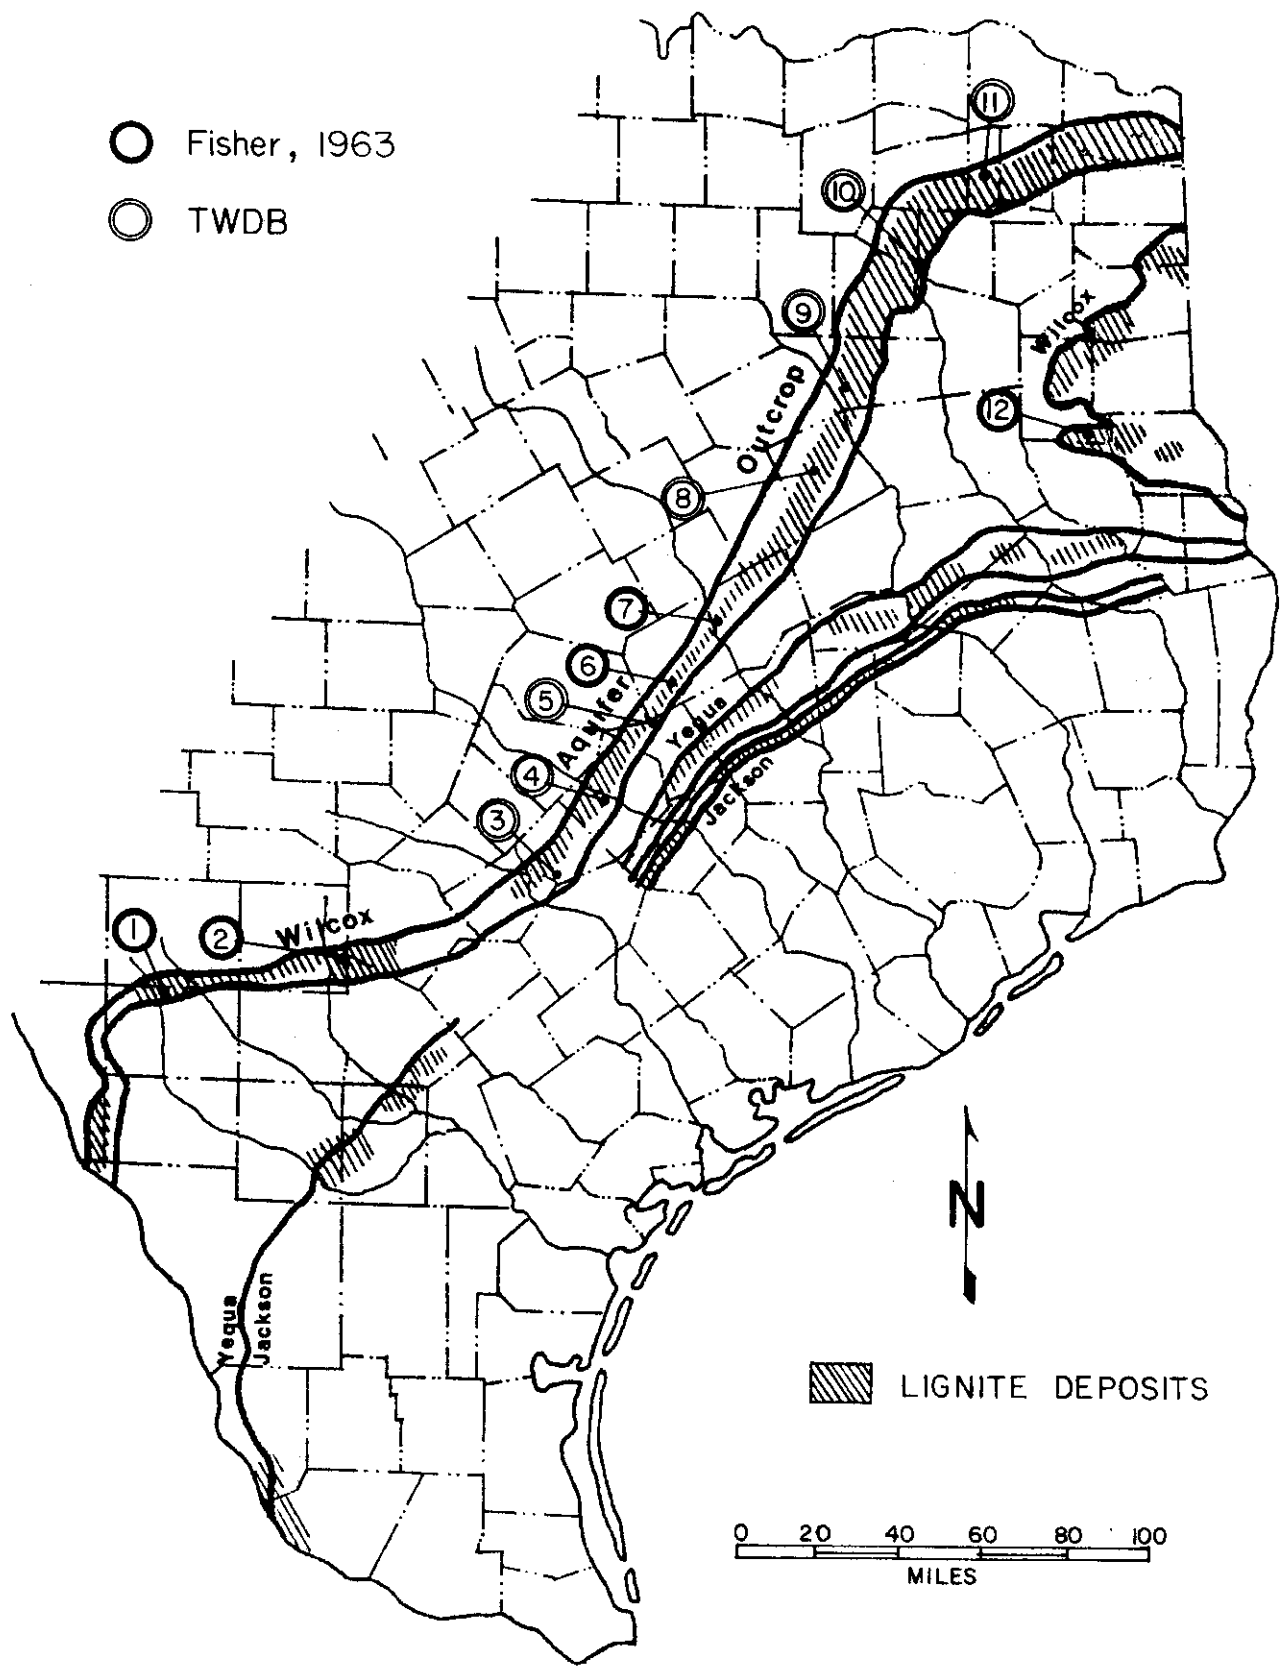 Fisher, 1963
TWDB
11
10
9
Wilcox
Outcrop
12
8
7
6
5
Aquifer
Yegua
4
Jackson
3
1
2
Wilcox
N
Yegua
Jackson
LIGNITE DEPOSITS
0 20 40 60 80 100
MILES